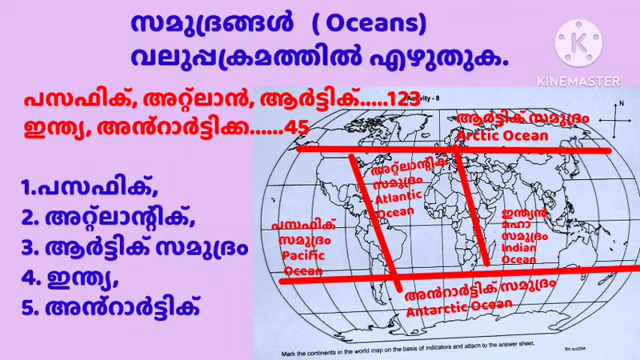 സമുദ്രങ്ങൾ ( Oceans)
വലുപ്പക്രമത്തിൽ എഴുതുക.
KINEMASTER
പസഫിക്, അറ്റ്ലാൻ, ആർട്ടിക്.....123
ഇന്ത്യ, അൻറാർട്ടിക്ക......45
1.പസഫിക്,
2. അറ്റ്ലാന്റിക്,
3. ആർട്ടിക് സമുദ്രം
4. ഇന്ത്യ,
5. അൻറാർട്ടിക്
Activity - 8
N
ആർട്ടിക് സമുദ്രം
Arctic Ocean
അറ്റ്ലാന്റിക്
സമുദ്രം
Atlantic
Ocean
പസഫിക്
സമുദ്രം
Pacific
Ocean
ഇന്ത്യൻ
മഹാ
സമുദ്രം
Indian
Ocean
അൻറാർട്ടിക് സമുദ്രം
Antarctic Ocean
Mark the continents in the world map on the basis of indicators and attach to the answer sheet.